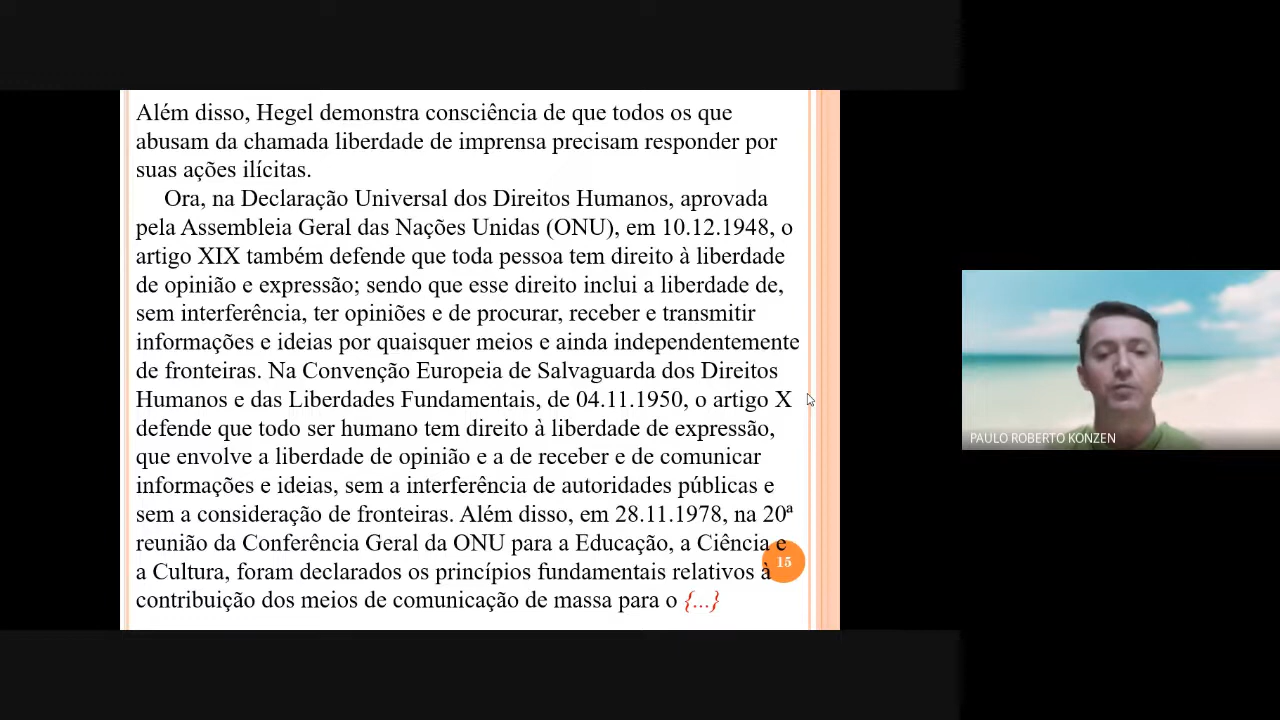 Além disso, Hegel demonstra consciência de que todos os que
abusam da chamada liberdade de imprensa precisam responder por
suas ações ilícitas.
Ora, na Declaração Universal dos Direitos Humanos, aprovada
pela Assembleia Geral das Nações Unidas (ONU), em 10.12.1948, o
artigo XIX também defende que toda pessoa tem direito à liberdade
de opinião e expressão; sendo que esse direito inclui a liberdade de,
sem interferência, ter opiniões e de procurar, receber e transmitir
informações e ideias por quaisquer meios e ainda independentemente
de fronteiras. Na Convenção Europeia de Salvaguarda dos Direitos
Humanos e das Liberdades Fundamentais, de 04.11.1950, o artigo X
defende que todo ser humano tem direito à liberdade de expressão,
que envolve a liberdade de opinião e a de receber e de comunicar
informações e ideias, sem a interferência de autoridades públicas e
sem a consideração de fronteiras. Além disso, em 28.11.1978, na 20ª
reunião da Conferência Geral da ONU para a Educação, a Ciência e
a Cultura, foram declarados os princípios fundamentais relativos à
contribuição dos meios de comunicação de massa para o {...}
15
PAULO ROBERTO KONZEN